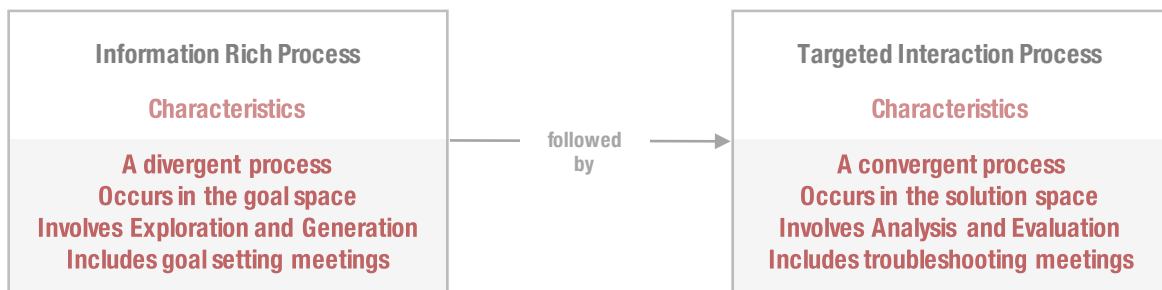 Information Rich Process
Characteristics
A divergent process
Occurs in the goal space
Involves Exploration and Generation
Includes goal setting meetings
followed
by
Targeted Interaction Process
Characteristics
A convergent process
Occurs in the solution space
Involves Analysis and Evaluation
Includes troubleshooting meetings